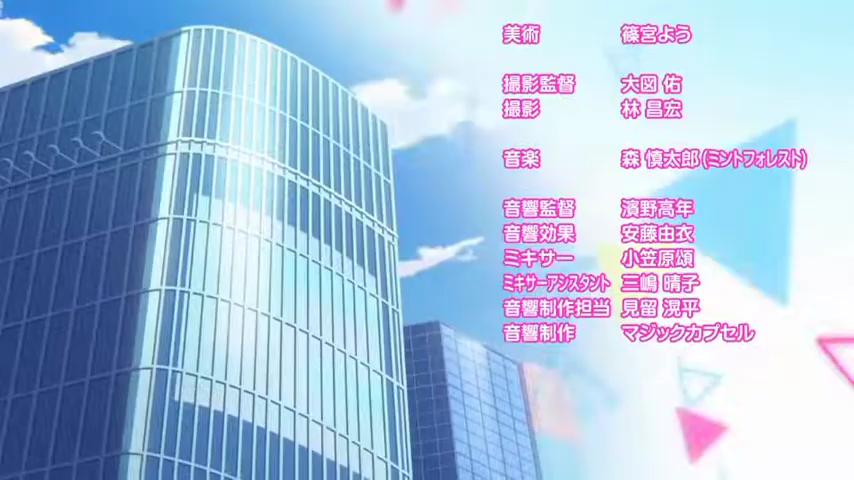 美術 篠宮よう
撮影監督 大図 佑
撮影 林 昌宏
音楽 森 慎太郎(ミントフォレスト)
音響監督 濱野高年
音響効果 安藤由衣
ミキサー 小笠原頌
ミキサーアシスタント 三嶋 晴子
音響制作担当 見留 滉平
音響制作 マジックカプセル